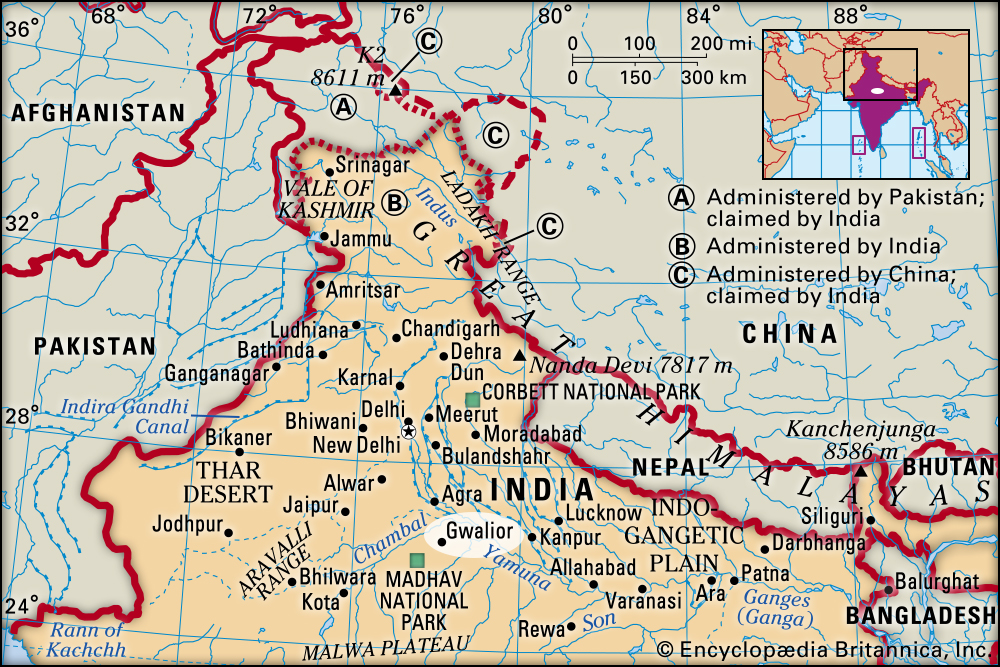 68°
72°
76°
80°
84°
88°
36°
32°
28°
24°
0 100 200 mi
0 150 300 km
K2
8611 m
C
A
C
B
C
AFGHANISTAN
Srinagar
VALE OF
KASHMIR
Indus
LADAKH RANGE
Jammu
A Administered by Pakistan;
claimed by India
B Administered by India
C Administered by China;
claimed by India
GREAT
HIMALAYAS
Amritsar
PAKISTAN
CHINA
Ludhiana
Chandigarh
Bathinda
Dehra
Dun
Nanda Devi 7817 m
Ganganagar
Karnal
CORBETT NATIONAL PARK
Indira Gandhi
Canal
Delhi
Meerut
Bhiwani
New Delhi
Moradabad
Kanchenjunga
8586 m
Bikaner
Bulandshahr
NEPAL
BHUTAN
THAR
DESERT
Alwar
Agra
INDIA
Jaipur
Lucknow
INDO-
GANGETIC
PLAIN
Siliguri
Jodhpur
Chambal
Gwalior
Kanpur
Darbhanga
ARAVALLI
RANGE
Yamuna
Allahabad
Bhilwara
MADHAV
NATIONAL
PARK
Patna
Ara
Balurghat
Kota
Varanasi
Ganges
(Ganga)
BANGLADESH
Rann of
Kachchh
MALWA PLATEAU
Rewa
Son
© Encyclopædia Britannica, Inc.